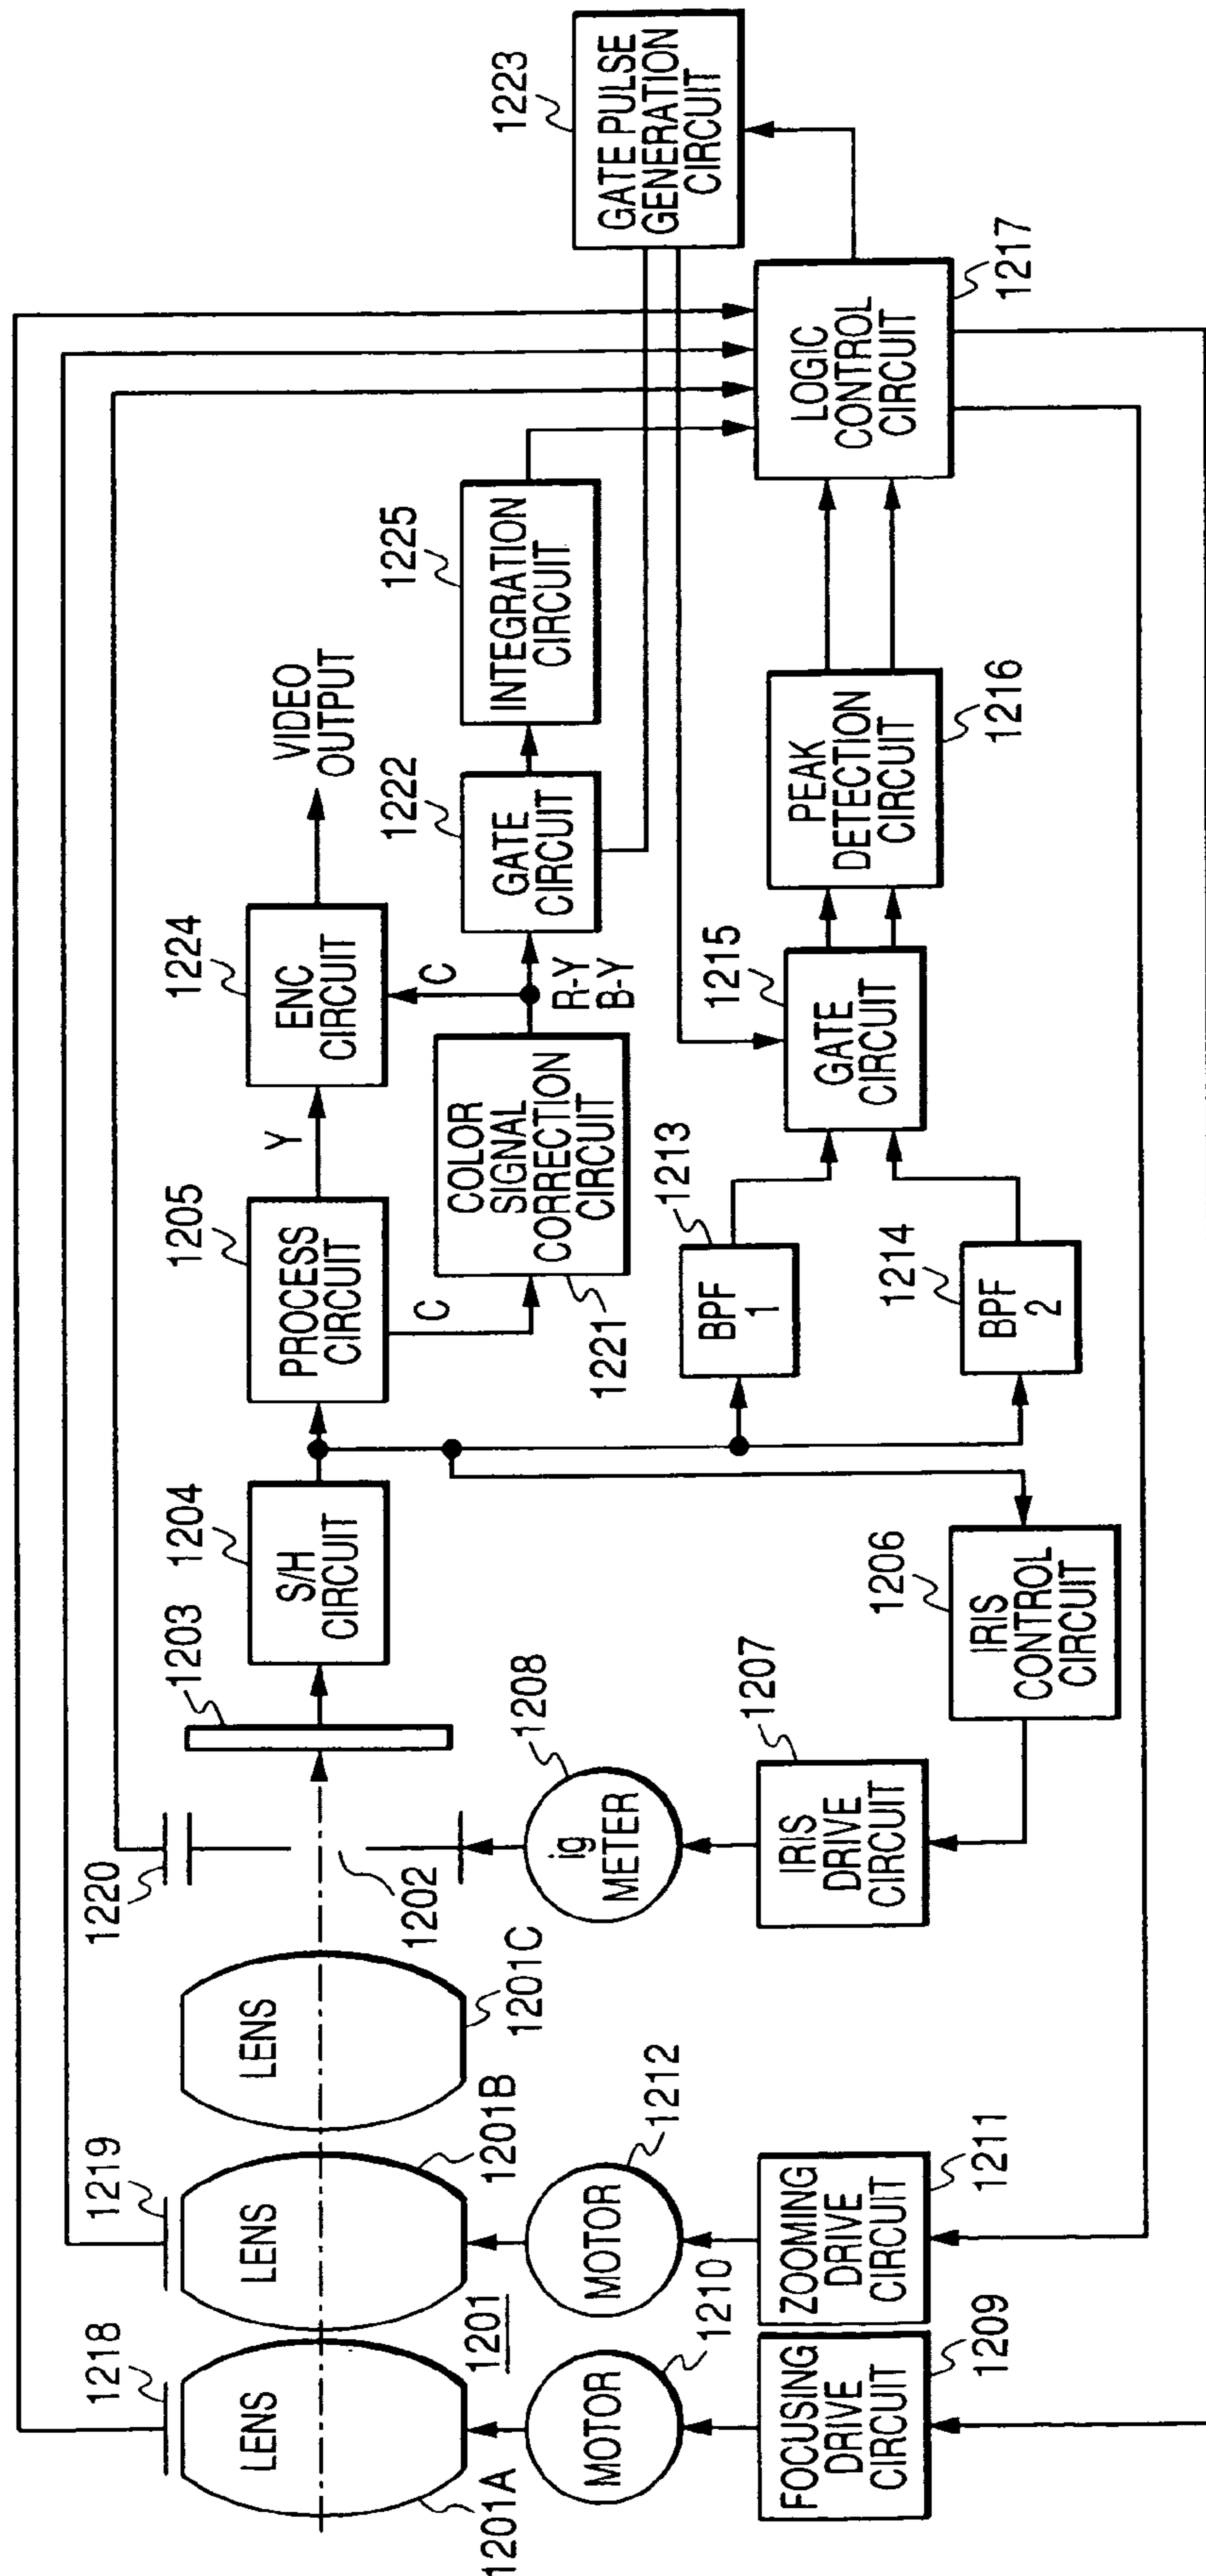 1218
1219
1220
1203
1204
1205
1224
1222
1225
1223
LENS
LENS
LENS
S/H
CIRCUIT
PROCESS
CIRCUIT
Y
ENC
CIRCUIT
VIDEO
OUTPUT
C
C
COLOR
SIGNAL
CORRECTION
CIRCUIT
1221
R-Y
B-Y
GATE
CIRCUIT
INTEGRATION
CIRCUIT
GATE PULSE
GENERATION
CIRCUIT
1201A
1201
1201B
1201C
1202
MOTOR
1210
MOTOR
1212
ig
METER
1208
BPF
1
1213
BPF
2
1214
GATE
CIRCUIT
1215
PEAK
DETECTION
CIRCUIT
1216
LOGIC
CONTROL
CIRCUIT
1217
FOCUSING
DRIVE
CIRCUIT
1209
ZOOMING
DRIVE
CIRCUIT
1211
IRIS
DRIVE
CIRCUIT
1207
IRIS
CONTROL
CIRCUIT
1206